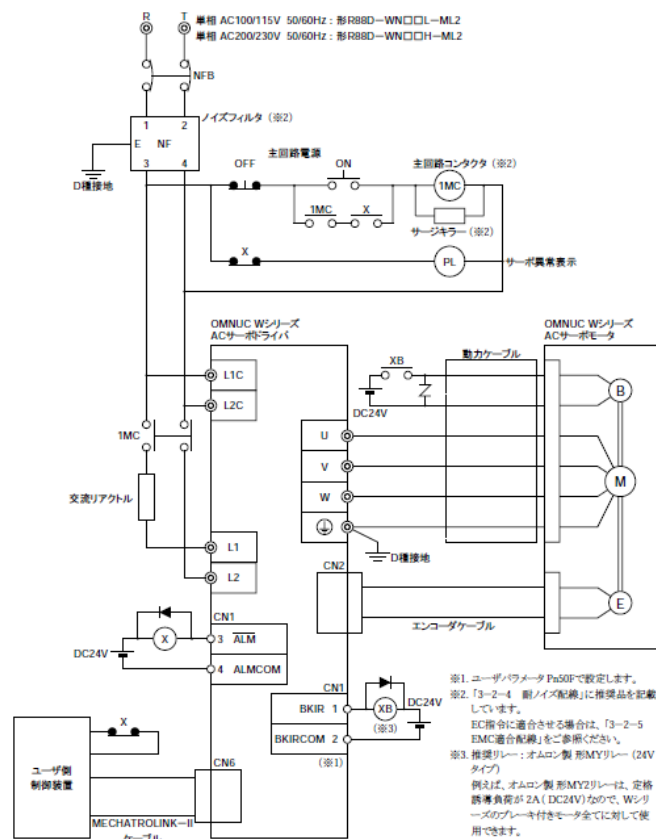 R T 単相 AC100/115V 50/60Hz：形R88D-WN□□L-ML2
単相 AC200/230V 50/60Hz：形R88D-WN□□H-ML2
NFB
ノイズフィルタ（※2）
1 2
E NF
3 4
D種接地
主回路電源
OFF ON
主回路コンタクタ（※2）
1MC
1MC X
サージキラー（※2）
X
PL
サーボ異常表示
OMNUC Wシリーズ
ACサーボドライバ
OMNUC Wシリーズ
ACサーボモータ
動力ケーブル
XB
DC24V
B
L1C
L2C
1MC
U
V
W
M
交流リアクトル
D種接地
L1
L2
CN2
E
エンコーダケーブル
CN1
X
3 ALM
DC24V
4 ALMCOM
CN1
BKIR 1
XB
DC24V
（※3）
BKIRCOM 2
（※1）
X
ユーザ側
制御装置
CN6
MECHATROLINK-II
ケーブル
※1. ユーザパラメータ Pn50Fで設定します。
※2. 「3-2-4 耐ノイズ配線」に推奨品を記載
しています。
EC指令に適合させる場合は、「3-2-5
EMC適合配線」をご参照ください。
※3. 推奨リレー：オムロン製 形MYリレー（24V
タイプ）
例えば、オムロン製 形MY2リレーは、定格
誘導負荷が 2A（DC24V）なので、Wシリ
ーズのブレーキ付きモータ全てに対して使
用できます。